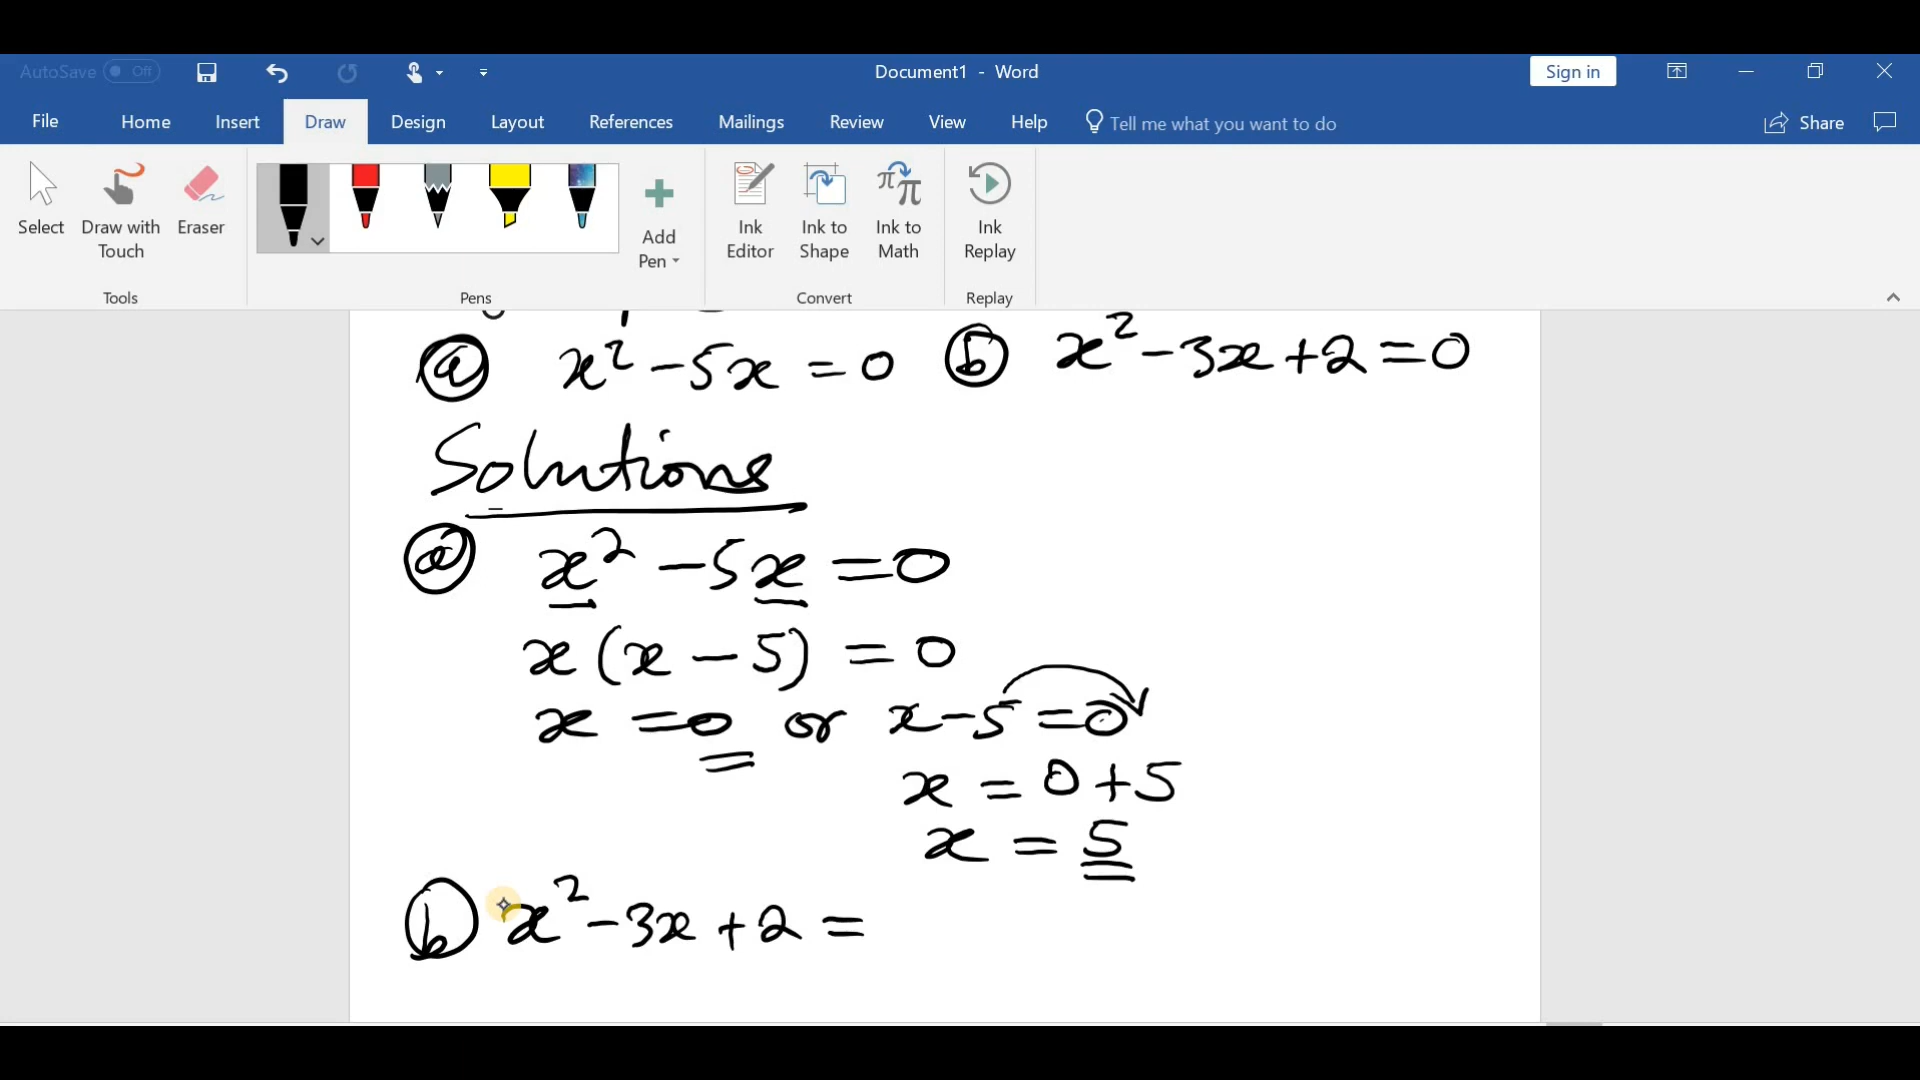 AutoSave Off Document1 - Word Sign in
File Home Insert Draw Design Layout References Mailings Review View Help Tell me what you want to do Share
Select Draw with Touch Eraser Add Pen Ink Editor Ink to Shape Ink to Math Ink Replay
Tools Pens Convert Replay
(a) x² - 5x = 0 (b) x² - 3x + 2 = 0
Solutions
(a) x² - 5x = 0
x(x - 5) = 0
x = 0 or x - 5 = 0
x = 0 + 5
x = 5
(b) x² - 3x + 2 =